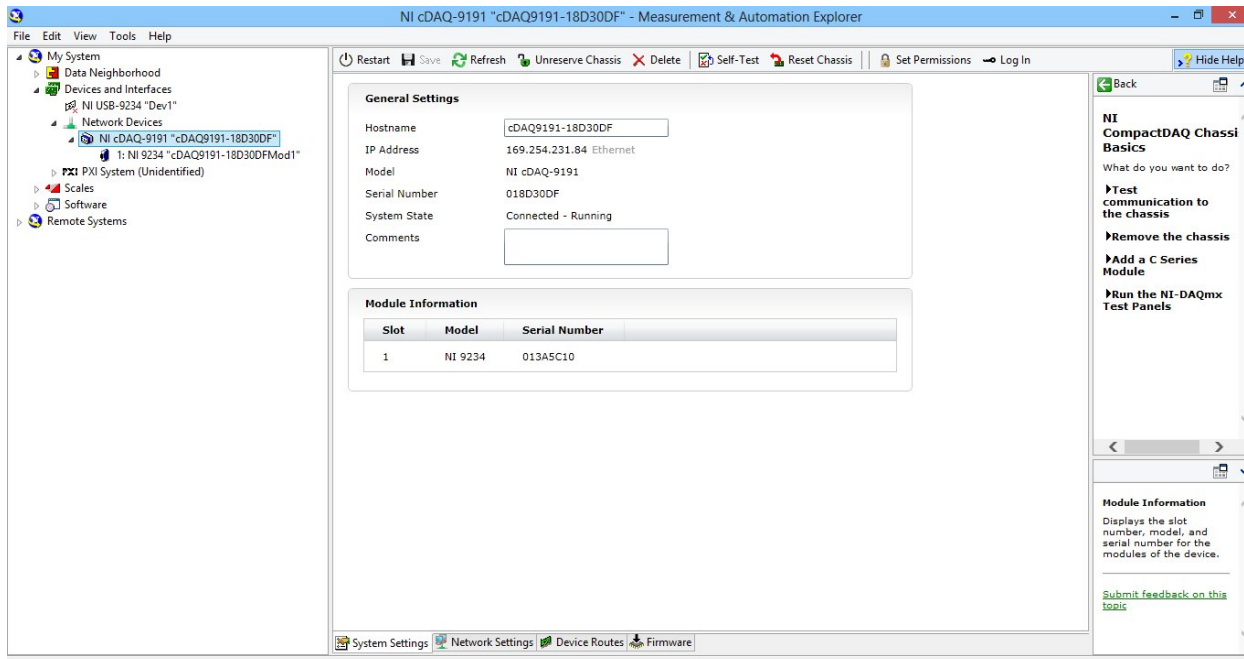 NI cDAQ-9191 "cDAQ9191-18D30DF" - Measurement & Automation Explorer
File Edit View Tools Help
My System
Data Neighborhood
Devices and Interfaces
NI USB-9234 "Dev1"
Network Devices
NI cDAQ-9191 "cDAQ9191-18D30DF"
1: NI 9234 "cDAQ9191-18D30DFMod1"
PXI PXI System (Unidentified)
Scales
Software
Remote Systems
Restart Save Refresh Unreserve Chassis Delete Self-Test Reset Chassis Set Permissions Log In Hide Help
General Settings
Hostname cDAQ9191-18D30DF
IP Address 169.254.231.84 Ethernet
Model NI cDAQ-9191
Serial Number 018D30DF
System State Connected - Running
Comments
Module Information
Slot Model Serial Number
1 NI 9234 013A5C10
System Settings Network Settings Device Routes Firmware
Back
NI
CompactDAQ Chassi
Basics
What do you want to do?
Test
communication to
the chassis
Remove the chassis
Add a C Series
Module
Run the NI-DAQmx
Test Panels
Module Information
Displays the slot
number, model, and
serial number for the
modules of the device.
Submit feedback on this
topic